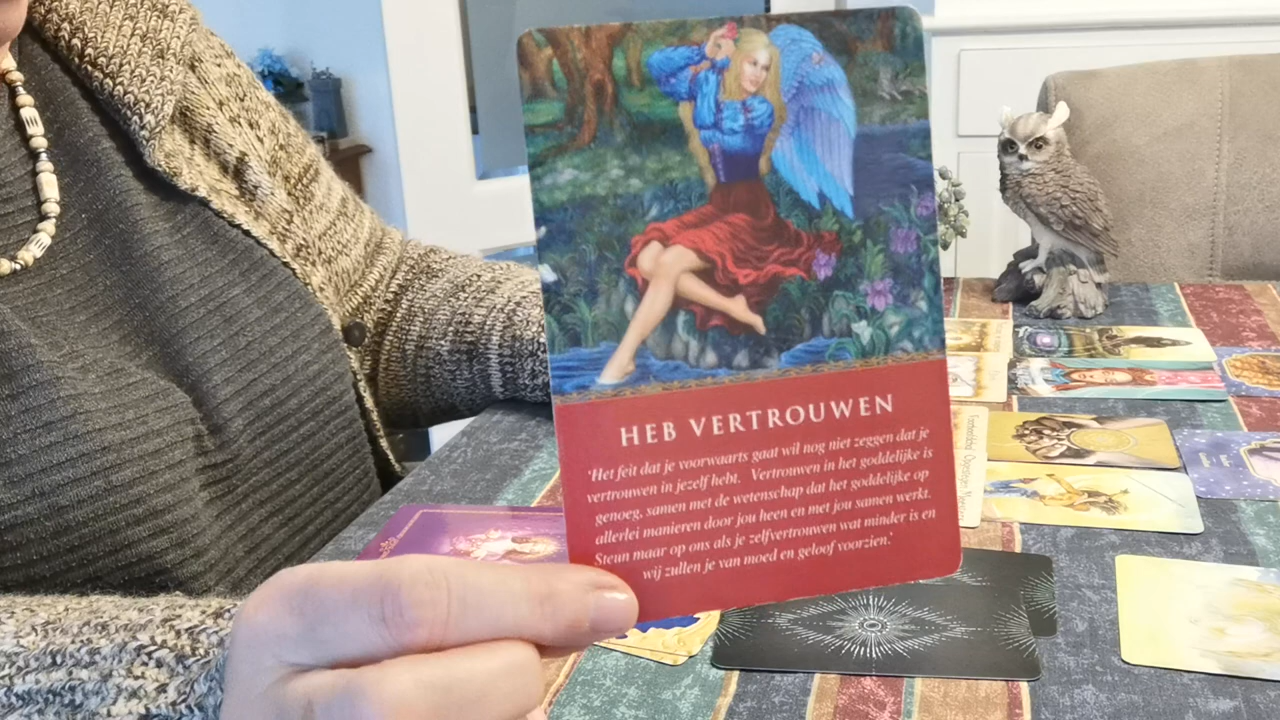 HEB VERTROUWEN
'Het feit dat je voorwaarts gaat wil nog niet zeggen dat je
vertrouwen in jezelf hebt. Vertrouwen in het goddelijke is
genoeg, samen met de wetenschap dat het goddelijke op
allerlei manieren door jou heen en met jou samen werkt.
Steun maar op ons als je zelfvertrouwen wat minder is en
wij zullen je van moed en geloof voorzien.'